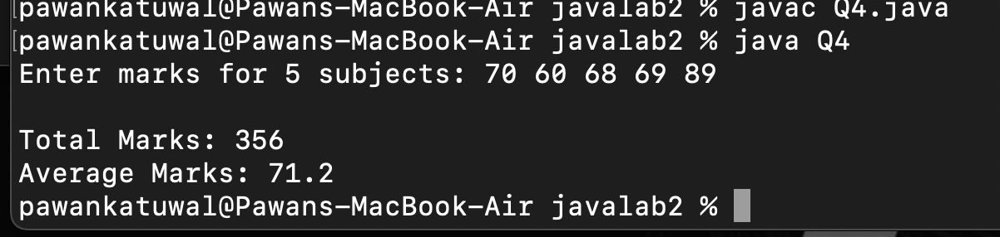 [pawankatuwal@Pawans-MacBook-Air javalab2 % javac Q4.java
[pawankatuwal@Pawans-MacBook-Air javalab2 % java Q4
Enter marks for 5 subjects: 70 60 68 69 89
Total Marks: 356
Average Marks: 71.2
pawankatuwal@Pawans-MacBook-Air javalab2 %